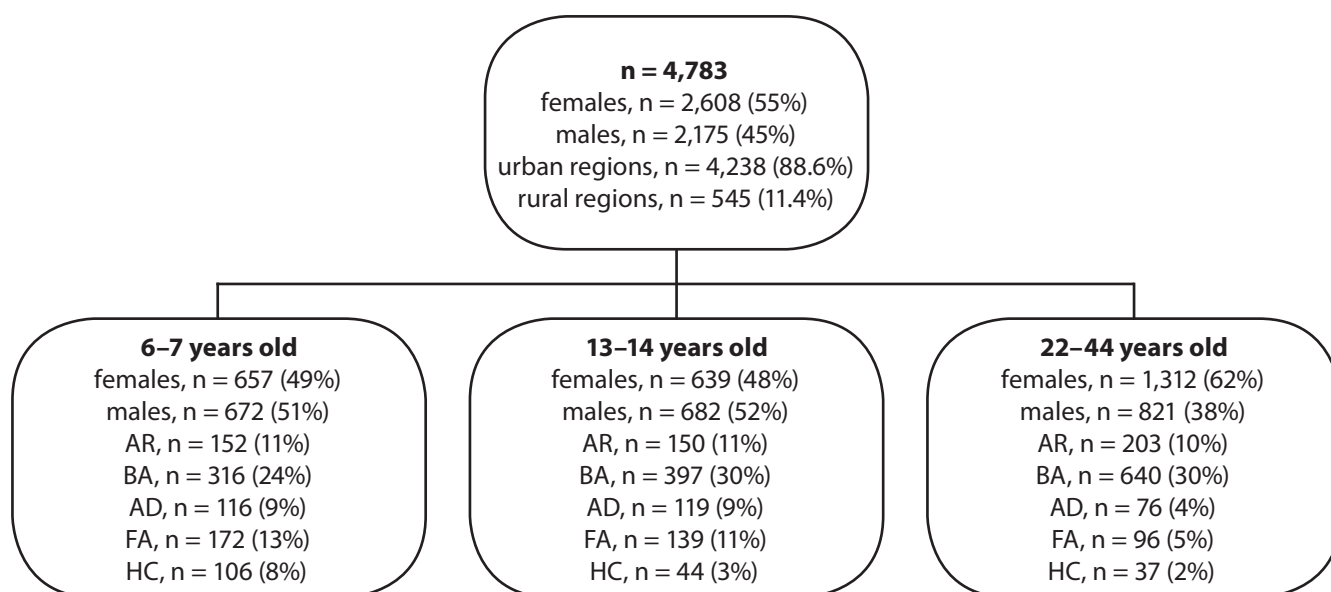 n = 4,783
females, n = 2,608 (55%)
males, n = 2,175 (45%)
urban regions, n = 4,238 (88.6%)
rural regions, n = 545 (11.4%)
6–7 years old
females, n = 657 (49%)
males, n = 672 (51%)
AR, n = 152 (11%)
BA, n = 316 (24%)
AD, n = 116 (9%)
FA, n = 172 (13%)
HC, n = 106 (8%)
13–14 years old
females, n = 639 (48%)
males, n = 682 (52%)
AR, n = 150 (11%)
BA, n = 397 (30%)
AD, n = 119 (9%)
FA, n = 139 (11%)
HC, n = 44 (3%)
22–44 years old
females, n = 1,312 (62%)
males, n = 821 (38%)
AR, n = 203 (10%)
BA, n = 640 (30%)
AD, n = 76 (4%)
FA, n = 96 (5%)
HC, n = 37 (2%)